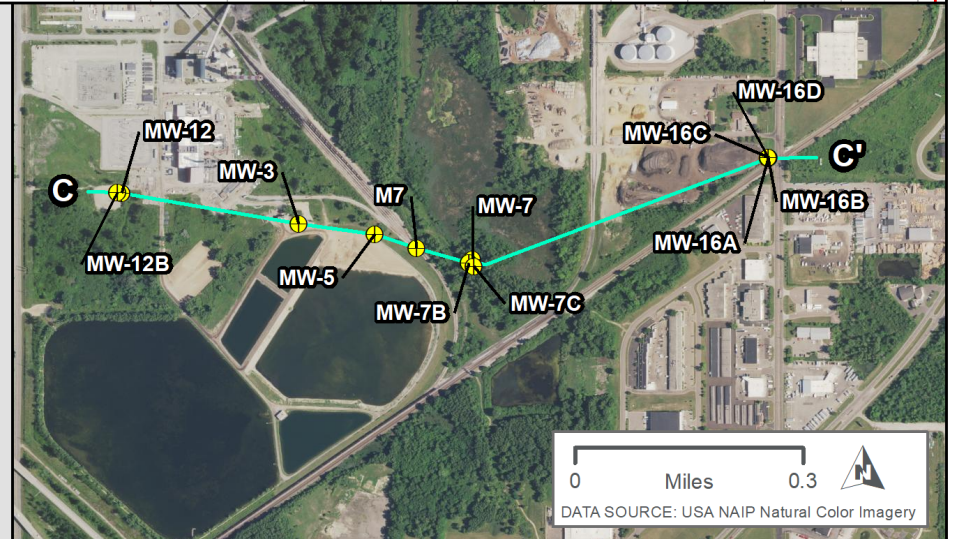 MW-16D
MW-12
MW-16C
C'
MW-3
C
M7
MW-7
MW-16B
MW-16A
MW-12B
MW-5
MW-7B
MW-7C
N
0 Miles 0.3
DATA SOURCE: USA NAIP Natural Color Imagery